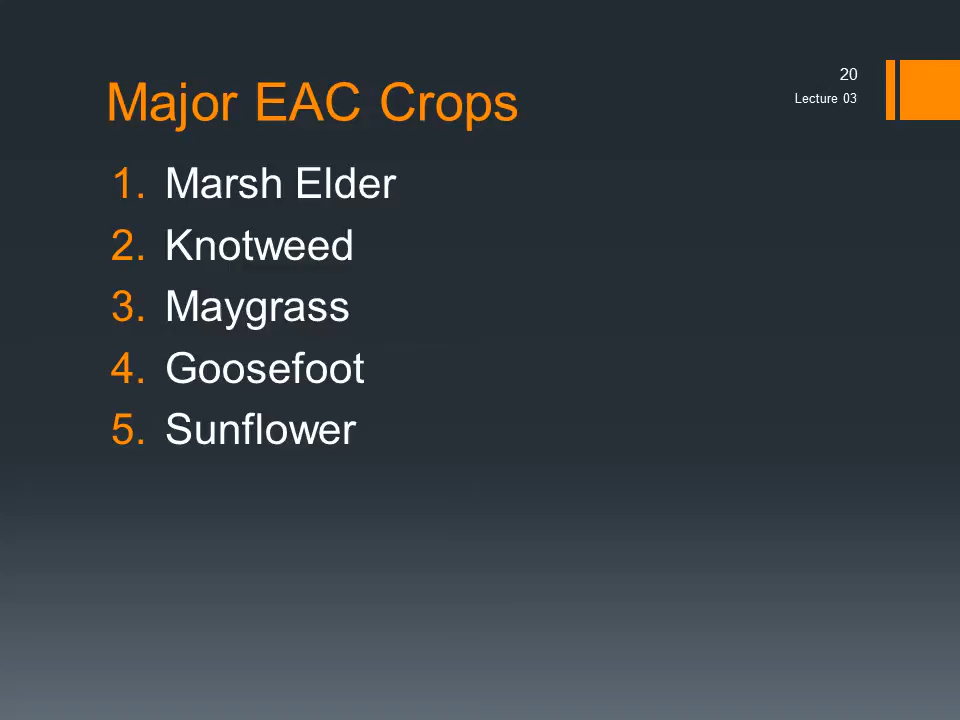 20
Lecture 03
Major EAC Crops
1. Marsh Elder
2. Knotweed
3. Maygrass
4. Goosefoot
5. Sunflower